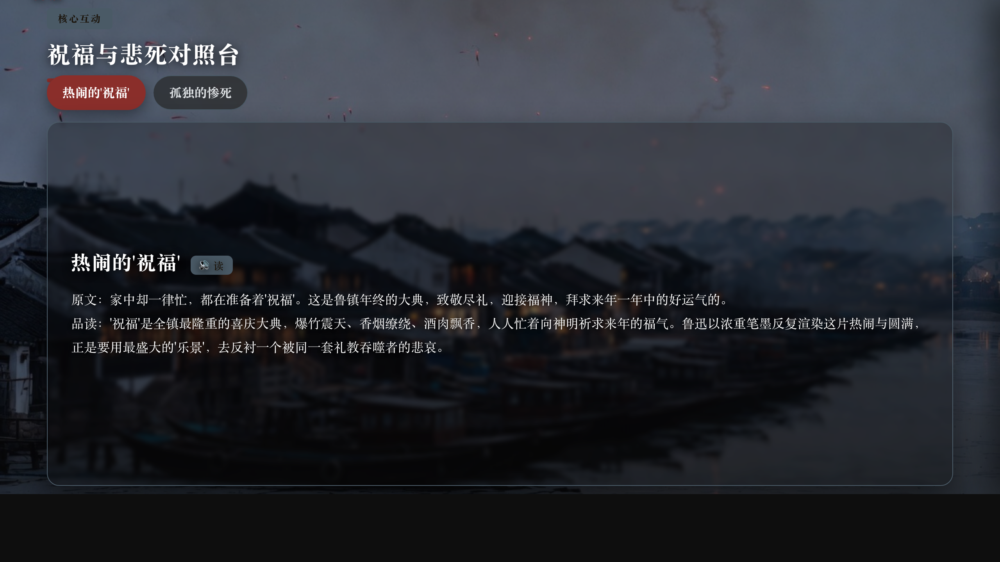 核心互动
祝福与悲死对照台
热闹的'祝福'
孤独的惨死
热闹的'祝福'
读
原文：家中却一律忙，都在准备着'祝福'。这是鲁镇年终的大典，致敬尽礼，迎接福神，拜求来年一年中的好运气的。
品读：'祝福'是全镇最隆重的喜庆大典，爆竹震天、香烟缭绕、酒肉飘香，人人忙着向神明祈求来年的福气。鲁迅以浓重笔墨反复渲染这片热闹与圆满，
正是要用最盛大的'乐景'，去反衬一个被同一套礼教吞噬者的悲哀。